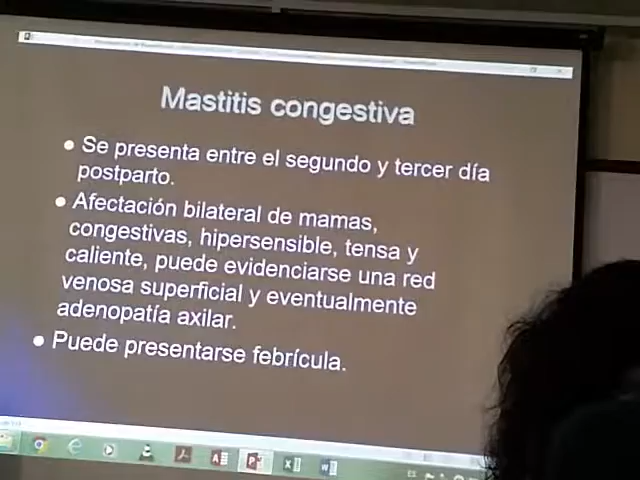 Mastitis congestiva
Se presenta entre el segundo y tercer día
postparto.
Afectación bilateral de mamas,
congestivas, hipersensible, tensa y
caliente, puede evidenciarse una red
venosa superficial y eventualmente
adenopatía axilar.
Puede presentarse febrícula.
ES